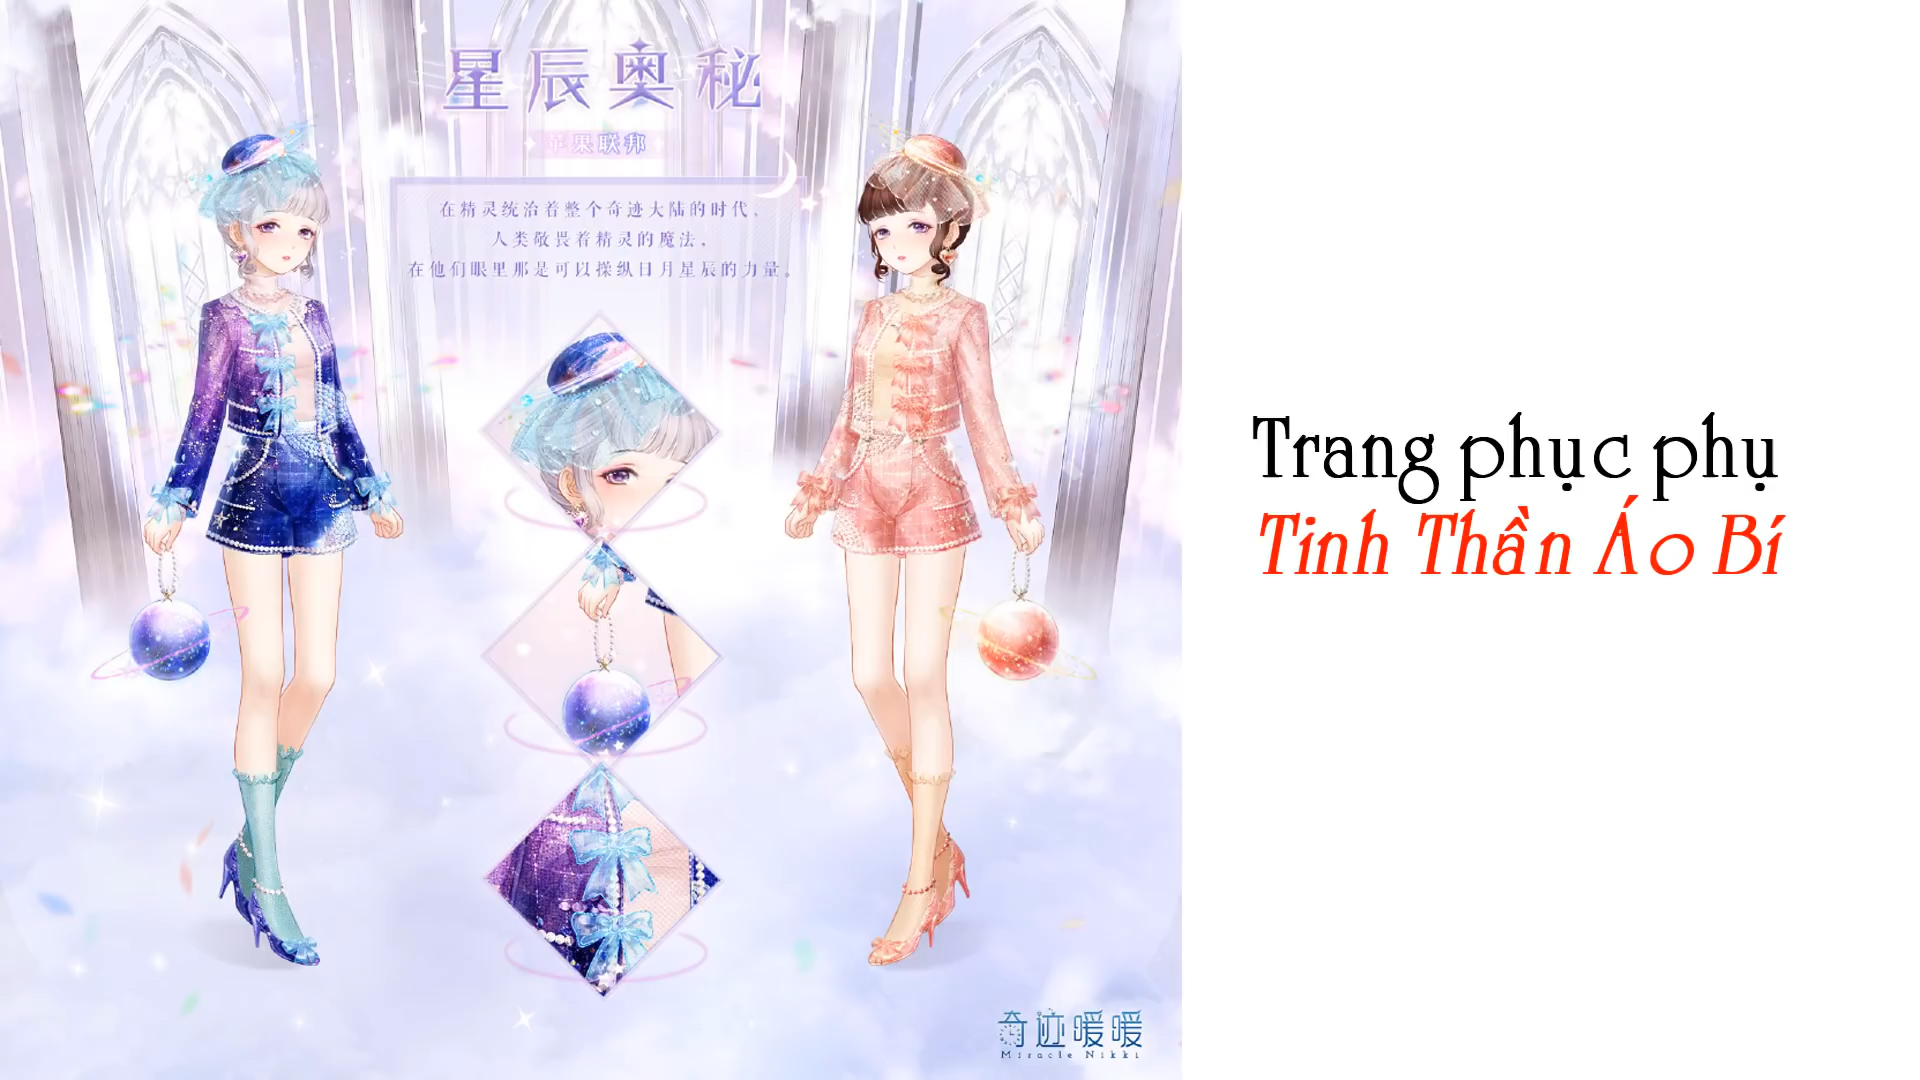 星辰奥秘
苹果联邦
在精灵统治着整个奇迹大陆的时代，
人类敬畏着精灵的魔法，
在他们眼里那是可以操纵日月星辰的力量。
Trang phục phụ
Tinh Thần Áo Bí
奇迹暖暖
Miracle Nikki